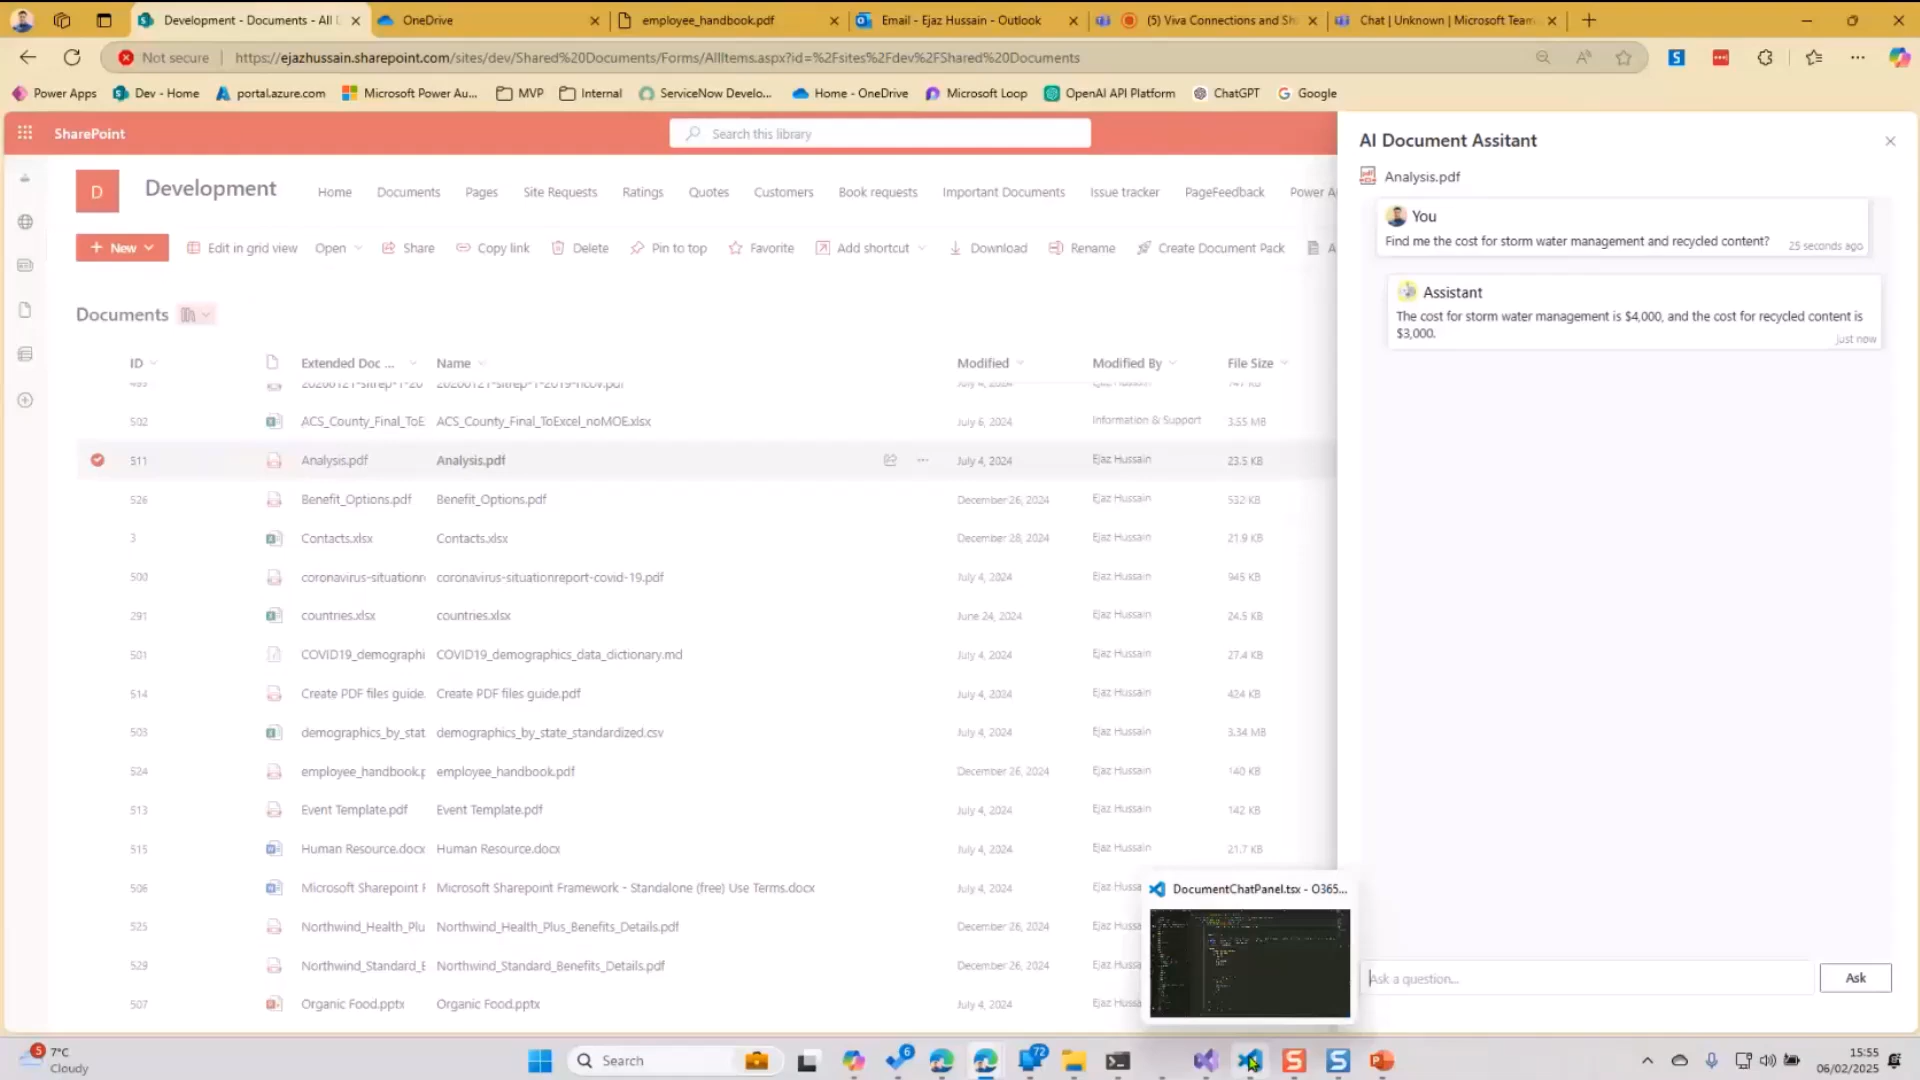 Development - Documents - All D
OneDrive
employee_handbook.pdf
Email - Ejaz Hussain - Outlook
(5) Viva Connections and Sh
Chat | Unknown | Microsoft Team
Not secure
https://ejazhussain.sharepoint.com/sites/dev/Shared%20Documents/Forms/AllItems.aspx?id=%2Fsites%2Fdev%2FShared%20Documents
Power Apps
Dev - Home
portal.azure.com
Microsoft Power Au...
MVP
Internal
ServiceNow Develo...
Home - OneDrive
Microsoft Loop
OpenAI API Platform
ChatGPT
Google
SharePoint
Search this library
D
Development
Home
Documents
Pages
Site Requests
Ratings
Quotes
Customers
Book requests
Important Documents
Issue tracker
PageFeedback
Power A
New
Edit in grid view
Open
Share
Copy link
Delete
Pin to top
Favorite
Add shortcut
Download
Rename
Create Document Pack
A
Documents
ID Extended Doc ... Name Modified Modified By File Size
502 ACS_County_Final_ToE ACS_County_Final_ToExcel_noMOE.xlsx July 6, 2024 Information & Support 3.55 MB
511 Analysis.pdf Analysis.pdf ... July 4, 2024 Ejaz Hussain 23.5 KB
526 Benefit_Options.pdf Benefit_Options.pdf December 26, 2024 Ejaz Hussain 532 KB
3 Contacts.xlsx Contacts.xlsx December 28, 2024 Ejaz Hussain 21.9 KB
500 coronavirus-situationr coronavirus-situationreport-covid-19.pdf July 4, 2024 Ejaz Hussain 945 KB
291 countries.xlsx countries.xlsx June 24, 2024 Ejaz Hussain 24.5 KB
501 COVID19_demographi COVID19_demographics_data_dictionary.md July 4, 2024 Ejaz Hussain 27.4 KB
514 Create PDF files guide. Create PDF files guide.pdf July 4, 2024 Ejaz Hussain 424 KB
503 demographics_by_stat demographics_by_state_standardized.csv July 4, 2024 Ejaz Hussain 3.34 MB
524 employee_handbook.p employee_handbook.pdf December 26, 2024 Ejaz Hussain 140 KB
513 Event Template.pdf Event Template.pdf July 4, 2024 Ejaz Hussain 142 KB
515 Human Resource.docx Human Resource.docx July 4, 2024 Ejaz Hussain 21.7 KB
506 Microsoft Sharepoint F Microsoft Sharepoint Framework - Standalone (free) Use Terms.docx July 4, 2024 Ejaz Hussa
525 Northwind_Health_Plu Northwind_Health_Plus_Benefits_Details.pdf December 26, 2024 Ejaz Hussa
529 Northwind_Standard_E Northwind_Standard_Benefits_Details.pdf December 26, 2024 Ejaz Hussa
507 Organic Food.pptx Organic Food.pptx July 4, 2024 Ejaz Hussa
AI Document Assitant
Analysis.pdf
You
Find me the cost for storm water management and recycled content?
25 seconds ago
Assistant
The cost for storm water management is $4,000, and the cost for recycled content is
$3,000.
just now
DocumentChatPanel.tsx - O365...
Ask a question...
Ask
5
7°C
Cloudy
Search
6
72
15:55
06/02/2025